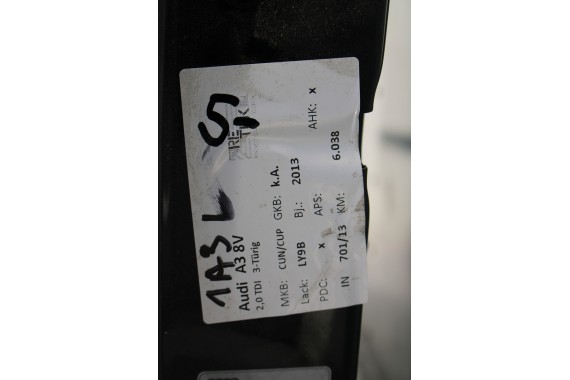 1A3 L 5.
Audi A3 8V
2,0 TDI 3-Türig
MKB: CUN/CUP GKB: k.A.
Lack: LY9B Bj.: 2013
PDC: x APS: AHK: x
IN 701/13 KM: 6.038